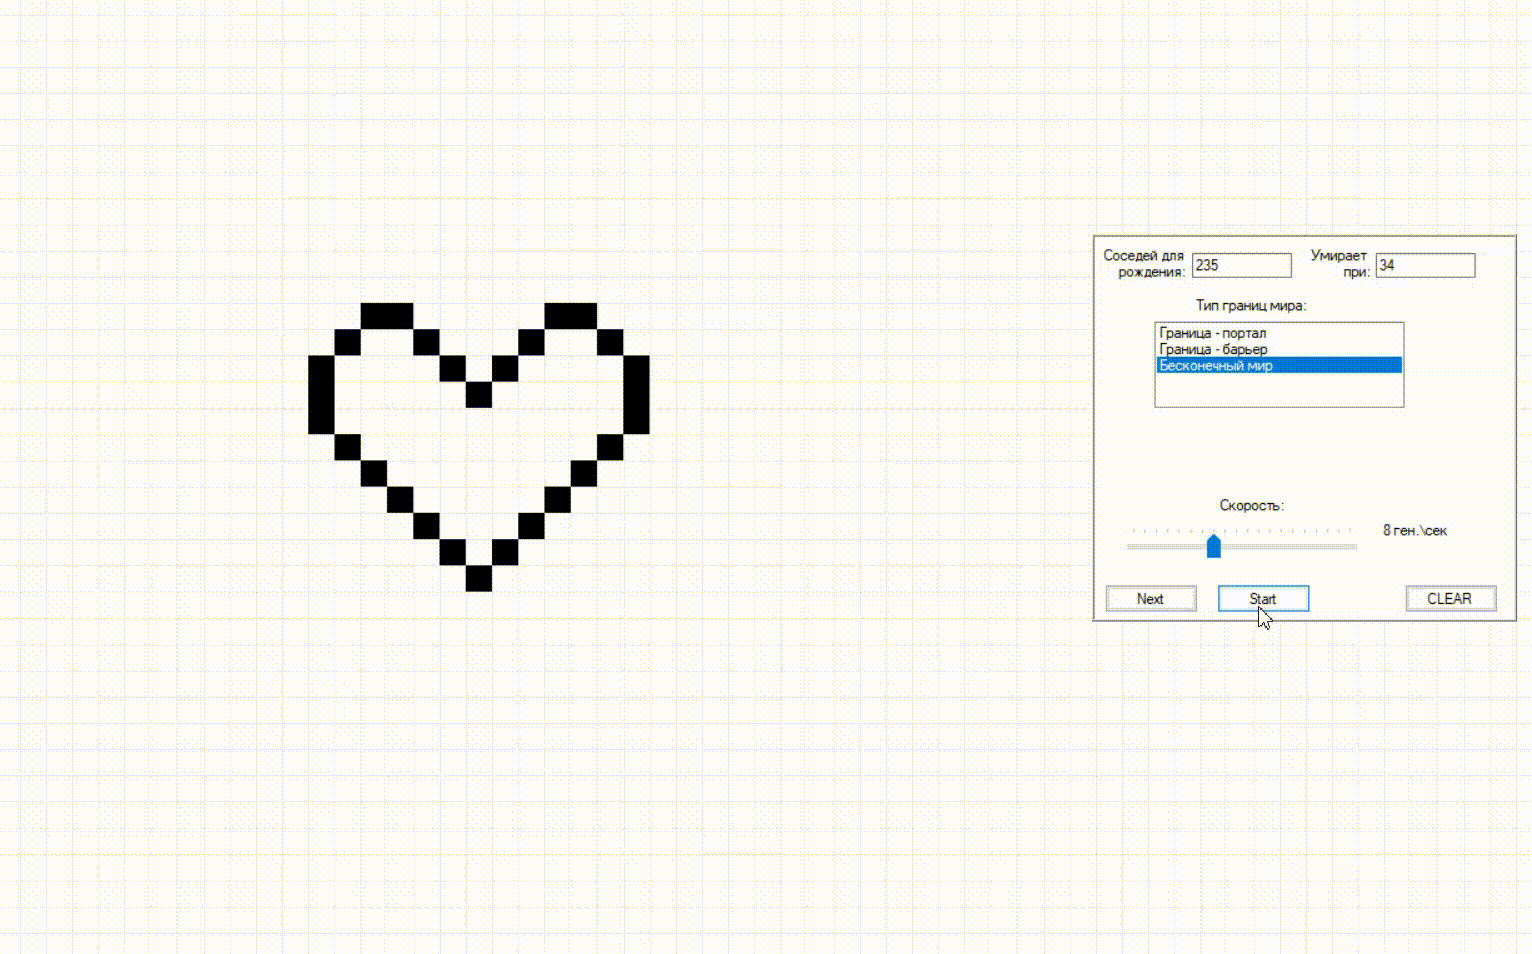 Соседей для
рождения:
235
Умирает
при:
34
Тип границ мира:
Граница - портал
Граница - барьер
Бесконечный мир
Скорость:
8 ген.\сек
Next
Start
CLEAR